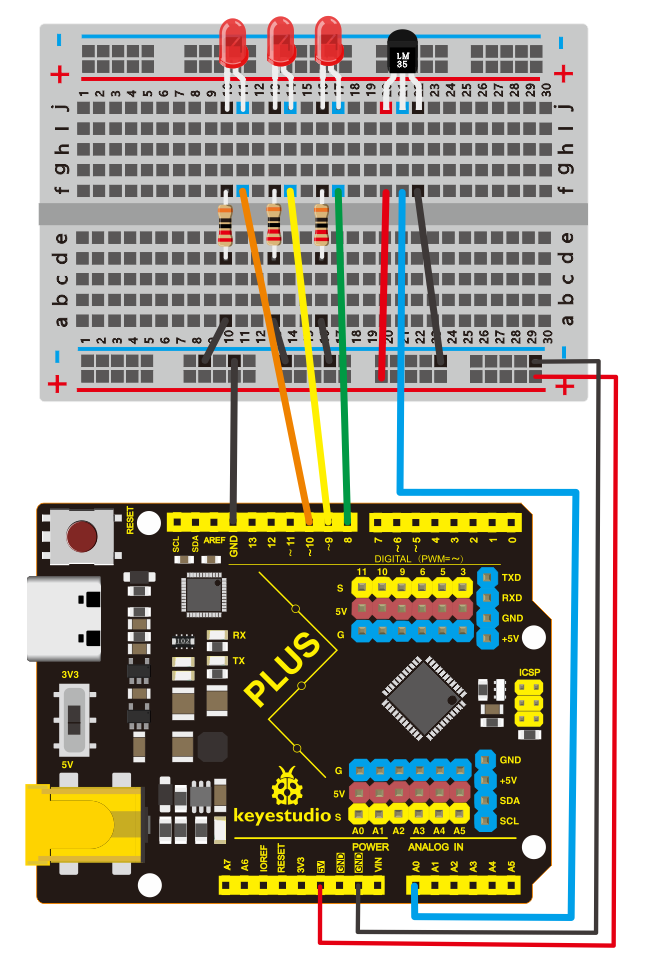 - -
LM
35
+ +
1 2 3 4 5 6 7 8 9 10 11 12 13 14 15 16 17 18 19 20 21 22 23 24 25 26 27 28 29 30
j j
i i
h h
g g
f f
e e
d d
c c
b b
a a
1 2 3 4 5 6 7 8 10 11 12 14 17 18 19 20 21 22 23 24 25 26 27 28 29 30
- -
+ +
RESET
SCL SDA AREF GND 13 12 ~11 ~10 ~9 8 7 ~6 ~5 4 3 2 1 0
DIGITAL (PWM=~)
11 10 9 6 5 3
S
5V
G
TXD
RXD
GND
+5V
102
RX
TX
PLUS
ICSP
3V3
5V
G
5V
S
A0 A1 A2 A3 A4 A5
GND
+5V
SDA
SCL
keyestudio
POWER ANALOG IN
A7 A6 IOREF RESET 3V3 5V GND GND VIN A0 A1 A2 A3 A4 A5